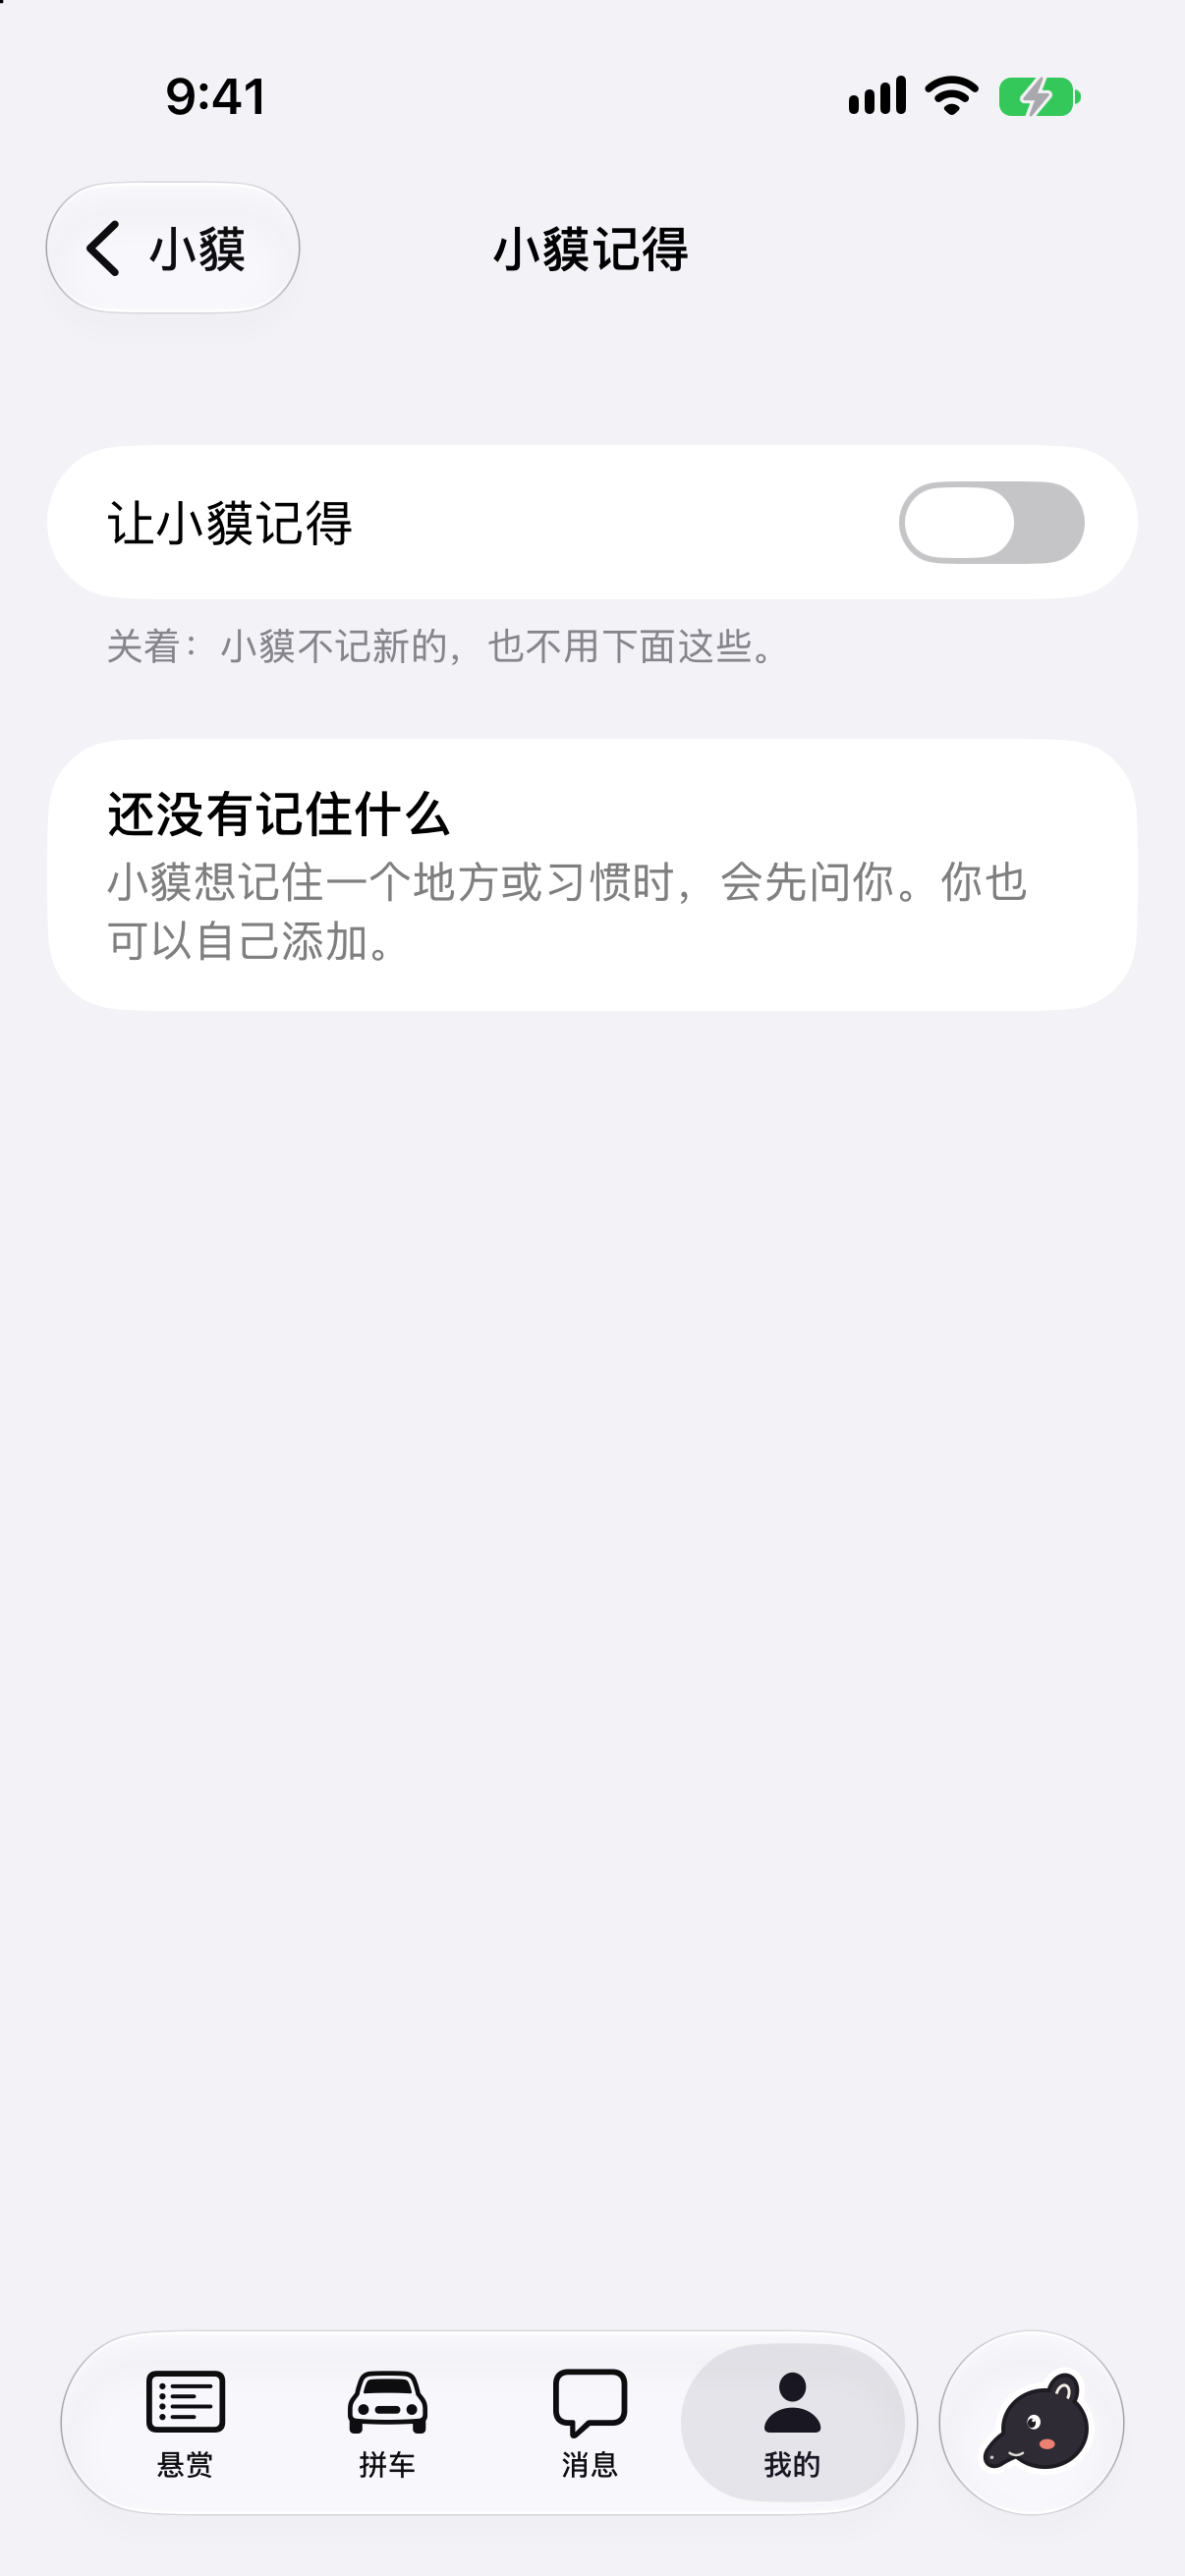 9:41
小貘
小貘记得
让小貘记得
关着：小貘不记新的，也不用下面这些。
还没有记住什么
小貘想记住一个地方或习惯时，会先问你。你也
可以自己添加。
悬赏
拼车
消息
我的